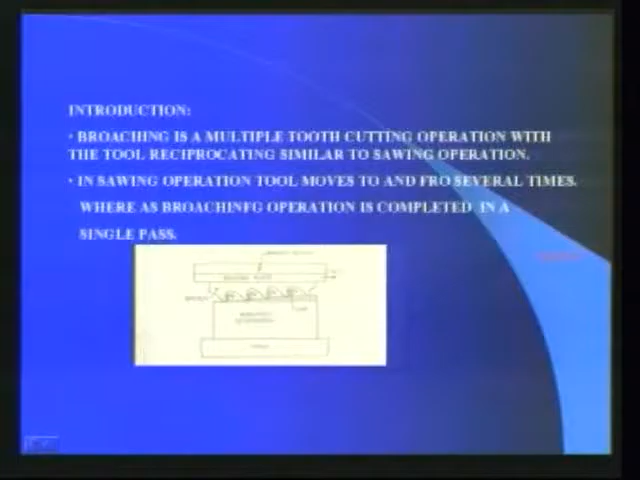 INTRODUCTION:
• BROACIHNG IS A MULTIPLE TOOTH CUTTING OPERATION WITH
THE TOOL RECIPROCATING SIMILAR TO SAWING OPERATION.
• IN SAWING OPERATION TOOL MOVES TO AND FRO SEVERAL TIMES.
WHERE AS BROACHINFG OPERATION IS COMPLETED IN A
SINGLE PASS.